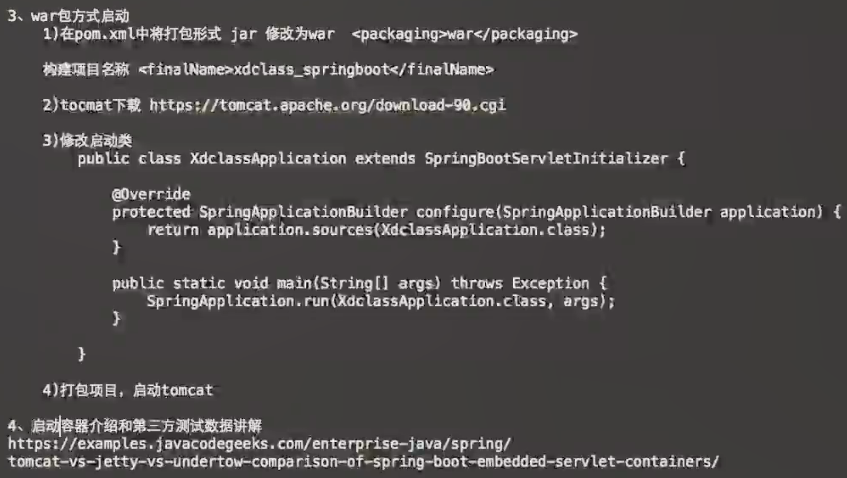 3、war包方式启动
1)在pom.xml中将打包形式 jar 修改为war <packaging>war</packaging>
构建项目名称 <finalName>xdclass_springboot</finalName>
2)tocmat下载 https://tomcat.apache.org/download-90.cgi
3)修改启动类
public class XdclassApplication extends SpringBootServletInitializer {
@Override
protected SpringApplicationBuilder configure(SpringApplicationBuilder application) {
return application.sources(XdclassApplication.class);
}
public static void main(String[] args) throws Exception {
SpringApplication.run(XdclassApplication.class, args);
}
}
4)打包项目，启动tomcat
4、启动容器介绍和第三方测试数据讲解
https://examples.javacodegeeks.com/enterprise-java/spring/
tomcat-vs-jetty-vs-undertow-comparison-of-spring-boot-embedded-servlet-containers/